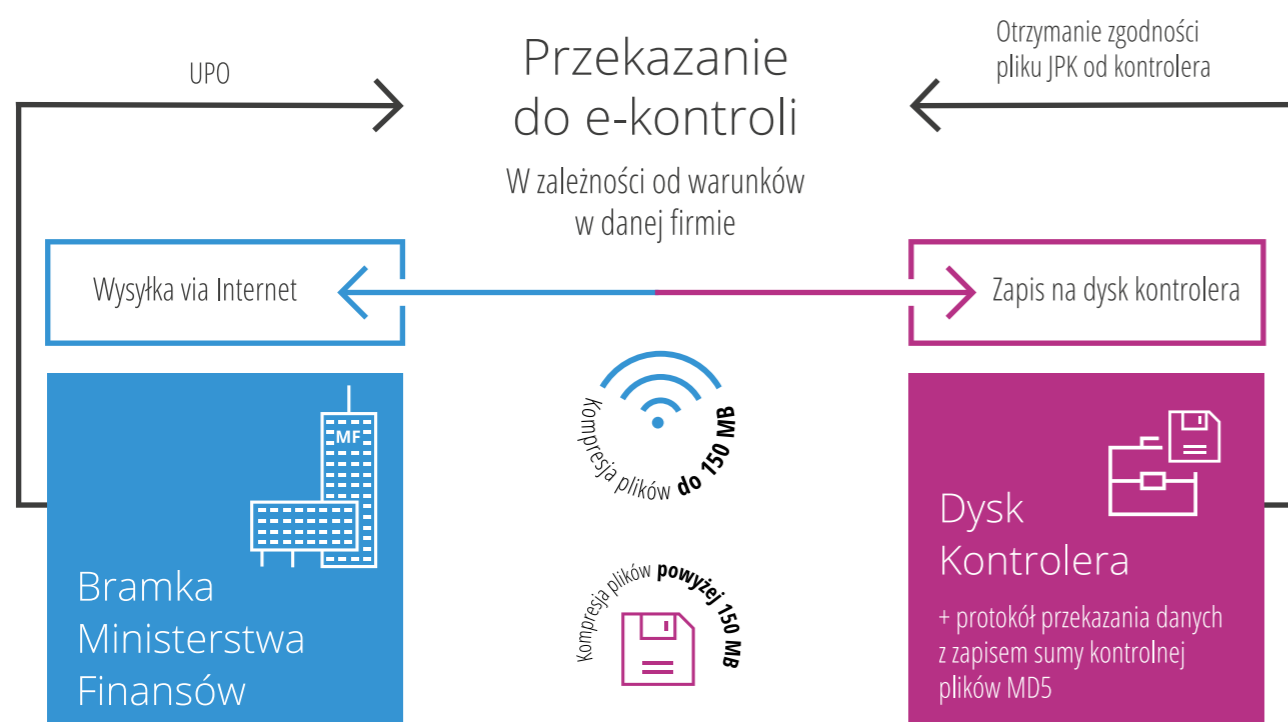 UPO
Przekazanie
do e-kontroli
W zależności od warunków
w danej firmie
Otrzymanie zgodności
pliku JPK od kontrolera
Wysyłka via Internet
Zapis na dysk kontrolera
Kompresja plików do 150 MB
Kompresja plików powyżej 150 MB
MF
Bramka
Ministerstwa
Finansów
Dysk
Kontrolera
+ protokół przekazania danych
z zapisem sumy kontrolnej
plików MD5